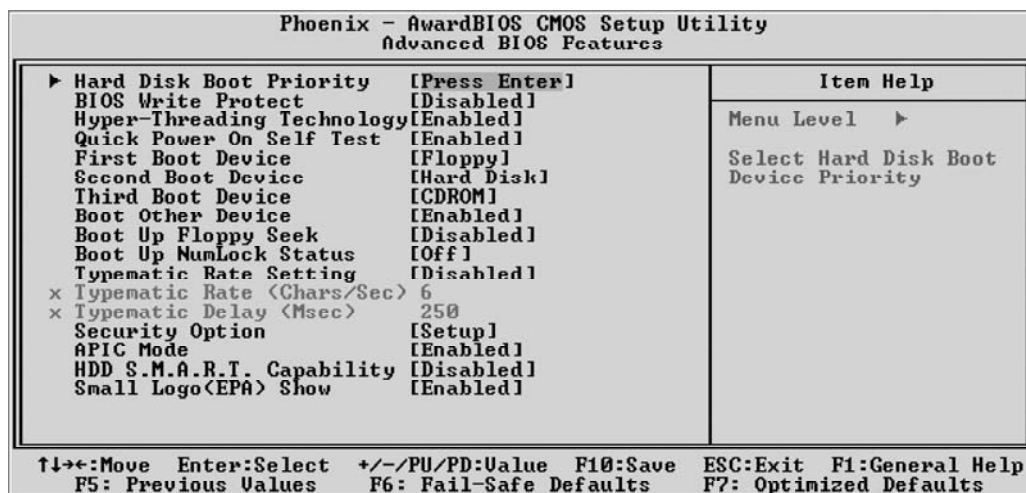 Phoenix - AwardBIOS CMOS Setup Utility
Advanced BIOS Features
▶ Hard Disk Boot Priority [Press Enter]
BIOS Write Protect [Disabled]
Hyper-Threading Technology[Enabled]
Quick Power On Self Test [Enabled]
First Boot Device [Floppy]
Second Boot Device [Hard Disk]
Third Boot Device [CDROM]
Boot Other Device [Enabled]
Boot Up Floppy Seek [Disabled]
Boot Up NumLock Status [Off]
Typematic Rate Setting [Disabled]
x Typematic Rate (Chars/Sec) 6
x Typematic Delay (Msec) 250
Security Option [Setup]
APIC Mode [Enabled]
HDD S.M.A.R.T. Capability [Disabled]
Small Logo(EPA) Show [Enabled]
Item Help
Menu Level ▶
Select Hard Disk Boot
Device Priority
↑↓→←:Move Enter:Select +/-/PU/PD:Value F10:Save ESC:Exit F1:General Help
F5: Previous Values F6: Fail-Safe Defaults F7: Optimized Defaults